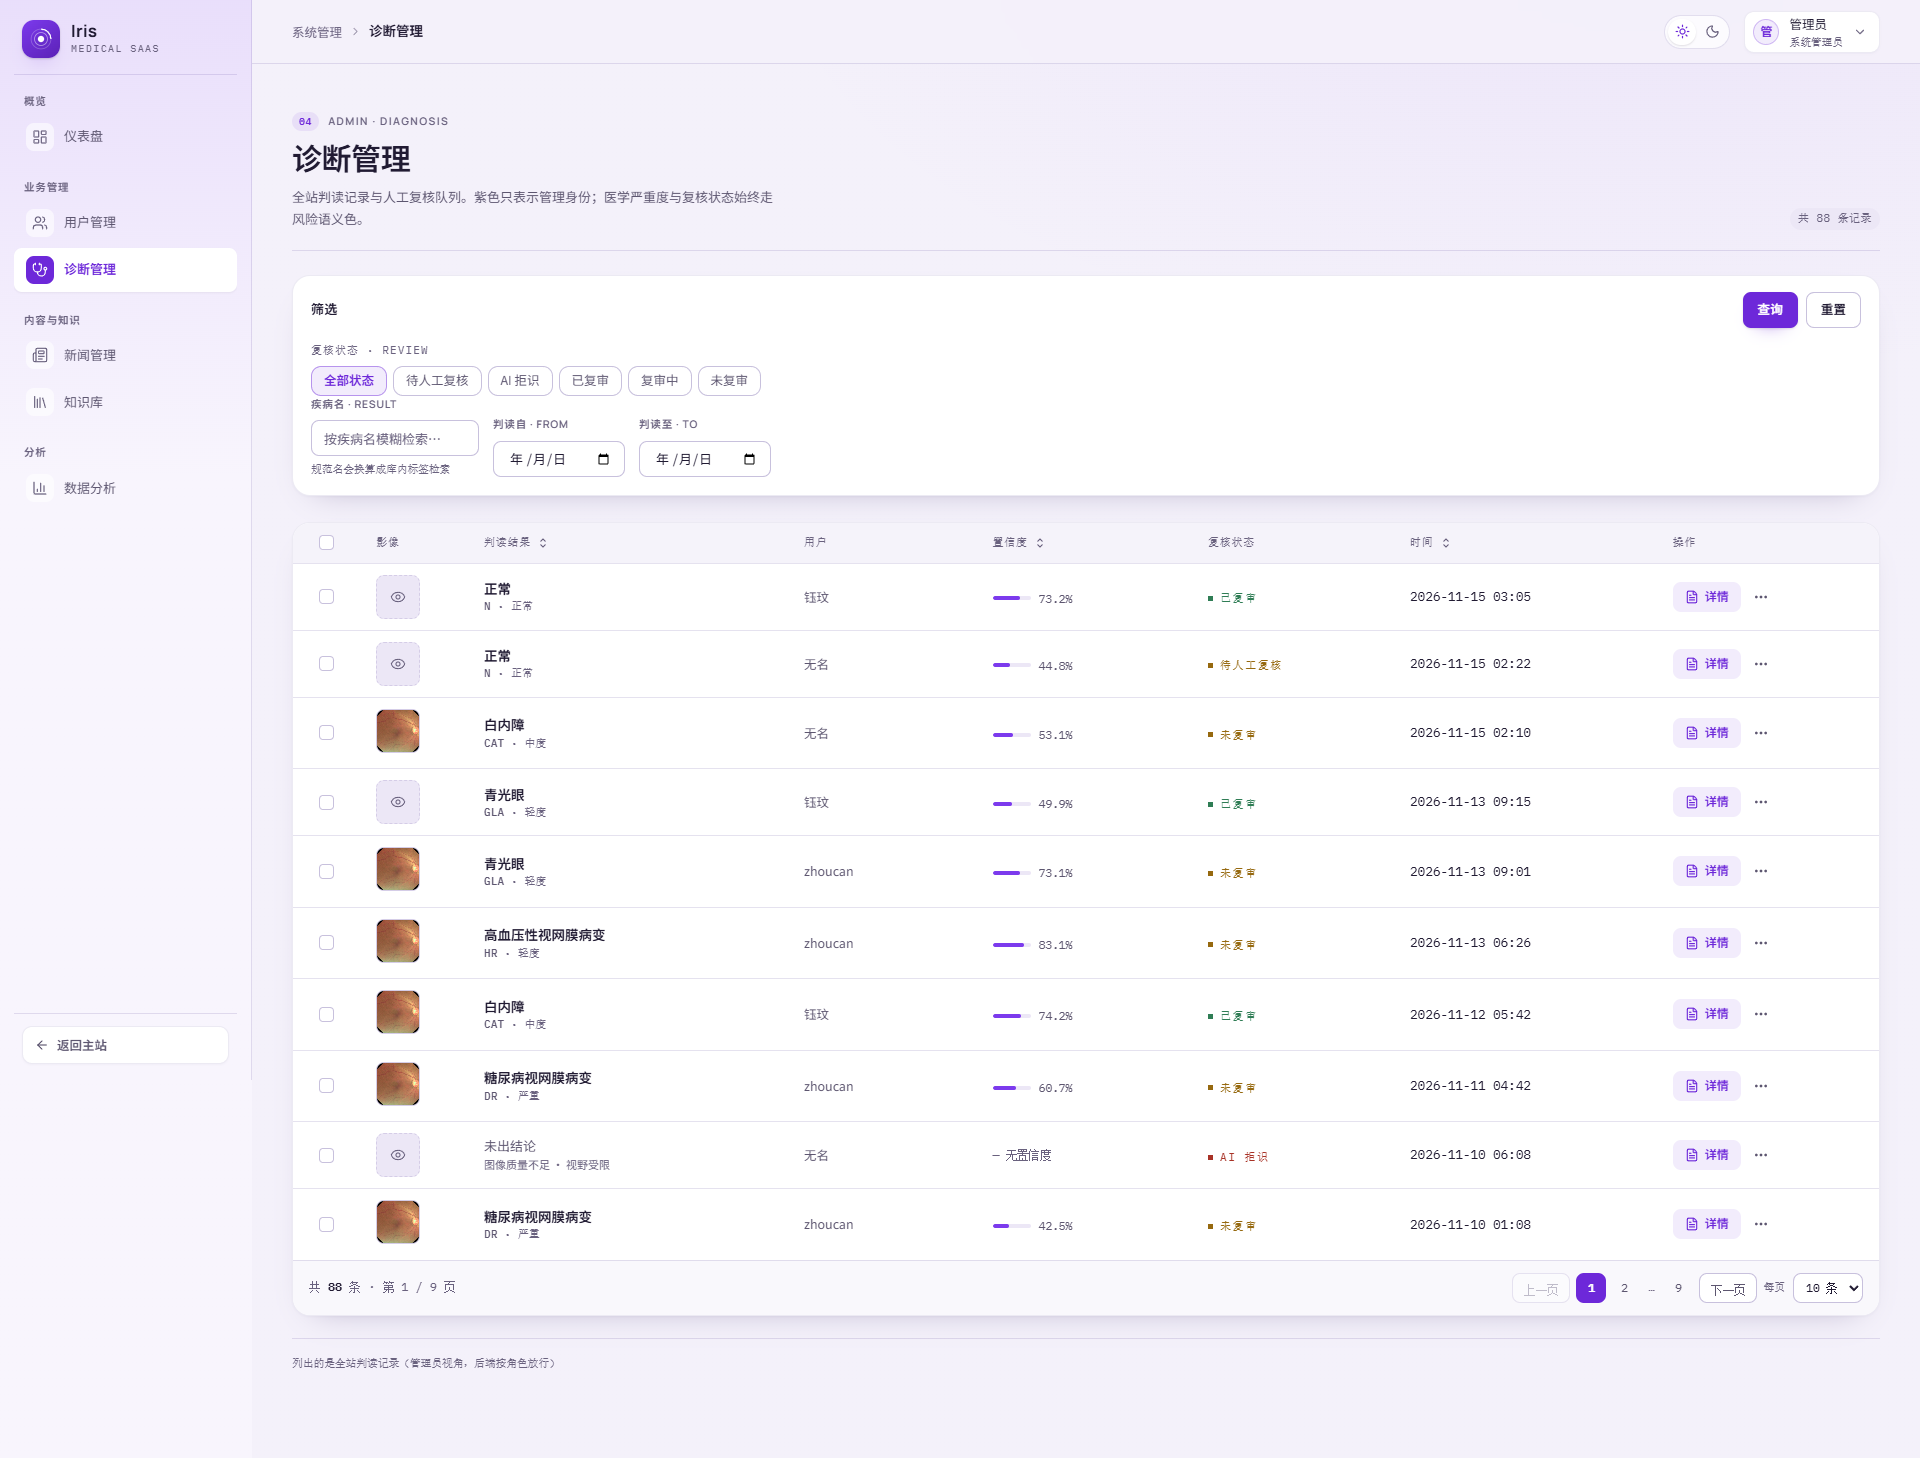 Iris
MEDICAL SAAS
概览
仪表盘
业务管理
用户管理
诊断管理
内容与知识
新闻管理
知识库
分析
数据分析
返回主站
系统管理 > 诊断管理
管
管理员
系统管理员
04 ADMIN · DIAGNOSIS
诊断管理
全站判读记录与人工复核队列。紫色只表示管理身份；医学严重度与复核状态始终走
风险语义色。
共 88 条记录
筛选
查询
重置
复核状态 · REVIEW
全部状态 待人工复核 AI 拒识 已复审 复审中 未复审
疾病名 · RESULT
判读自 · FROM
判读至 · TO
按疾病名模糊检索…
年 /月/日
年 /月/日
规范名会换算成库内标签检索
影像 判读结果 用户 置信度 复核状态 时间 操作
正常
N · 正常
钰玟 73.2% 已复审 2026-11-15 03:05 详情 ···
正常
N · 正常
无名 44.8% 待人工复核 2026-11-15 02:22 详情 ···
白内障
CAT · 中度
无名 53.1% 未复审 2026-11-15 02:10 详情 ···
青光眼
GLA · 轻度
钰玟 49.9% 已复审 2026-11-13 09:15 详情 ···
青光眼
GLA · 轻度
zhoucan 73.1% 未复审 2026-11-13 09:01 详情 ···
高血压性视网膜病变
HR · 轻度
zhoucan 83.1% 未复审 2026-11-13 06:26 详情 ···
白内障
CAT · 中度
钰玟 74.2% 已复审 2026-11-12 05:42 详情 ···
糖尿病视网膜病变
DR · 严重
zhoucan 60.7% 未复审 2026-11-11 04:42 详情 ···
未出结论
图像质量不足 · 视野受限
无名 — 无置信度 AI 拒识 2026-11-10 06:08 详情 ···
糖尿病视网膜病变
DR · 严重
zhoucan 42.5% 未复审 2026-11-10 01:08 详情 ···
共 88 条 · 第 1 / 9 页
上一页 1 2 … 9 下一页 每页 10 条
列出的是全站判读记录（管理员视角，后端按角色放行）